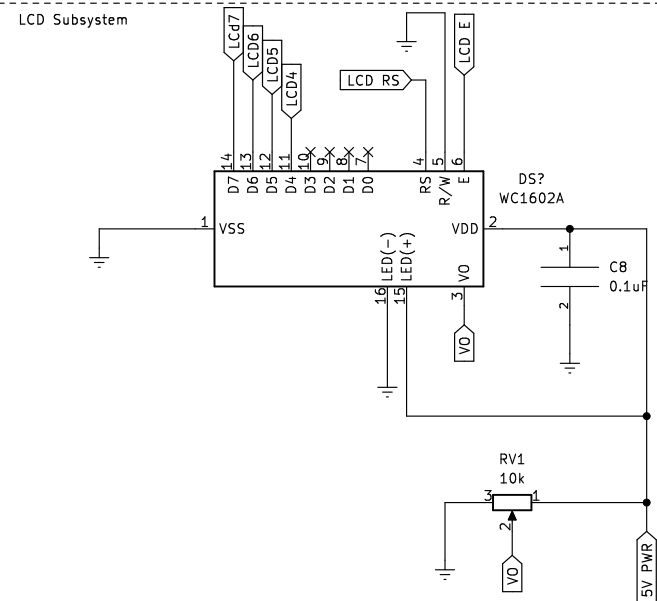 LCD Subsystem
LCd7
LCD6
LCD5
LCD4
LCD RS
LCD E
14
13
12
11
10
9
8
7
4
5
6
D7
D6
D5
D4
D3
D2
D1
D0
RS
R/W
E
DS?
WC1602A
1
VSS
VDD
2
LED(-)
LED(+)
VO
16
15
3
VO
1
C8
0.1uF
2
RV1
10k
3
1
2
VO
5V PWR